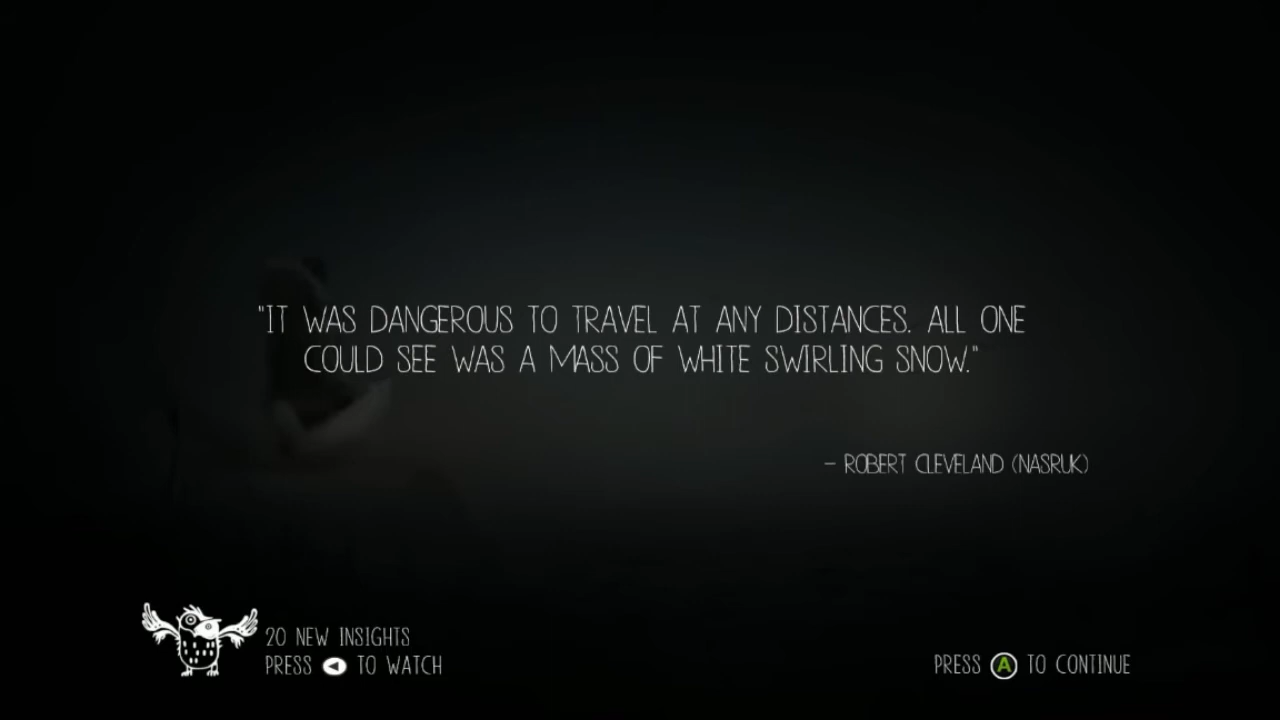 "IT WAS DANGEROUS TO TRAVEL AT ANY DISTANCES. ALL ONE
COULD SEE WAS A MASS OF WHITE SWIRLING SNOW."
– ROBERT CLEVELAND (NASRUK)
20 NEW INSIGHTS
PRESS TO WATCH
PRESS A TO CONTINUE